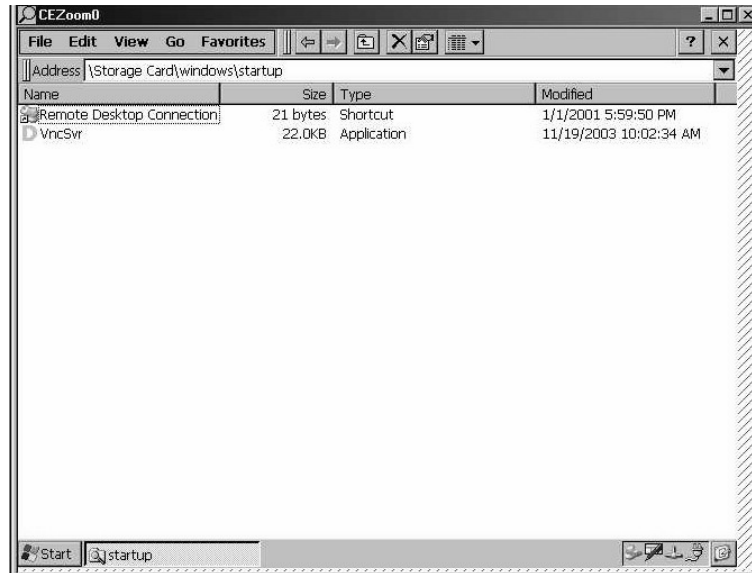 CEZoom0
File Edit View Go Favorites ?
Address \Storage Card\windows\startup
Name Size Type Modified
Remote Desktop Connection 21 bytes Shortcut 1/1/2001 5:59:50 PM
VncSvr 22.0KB Application 11/19/2003 10:02:34 AM
Start startup